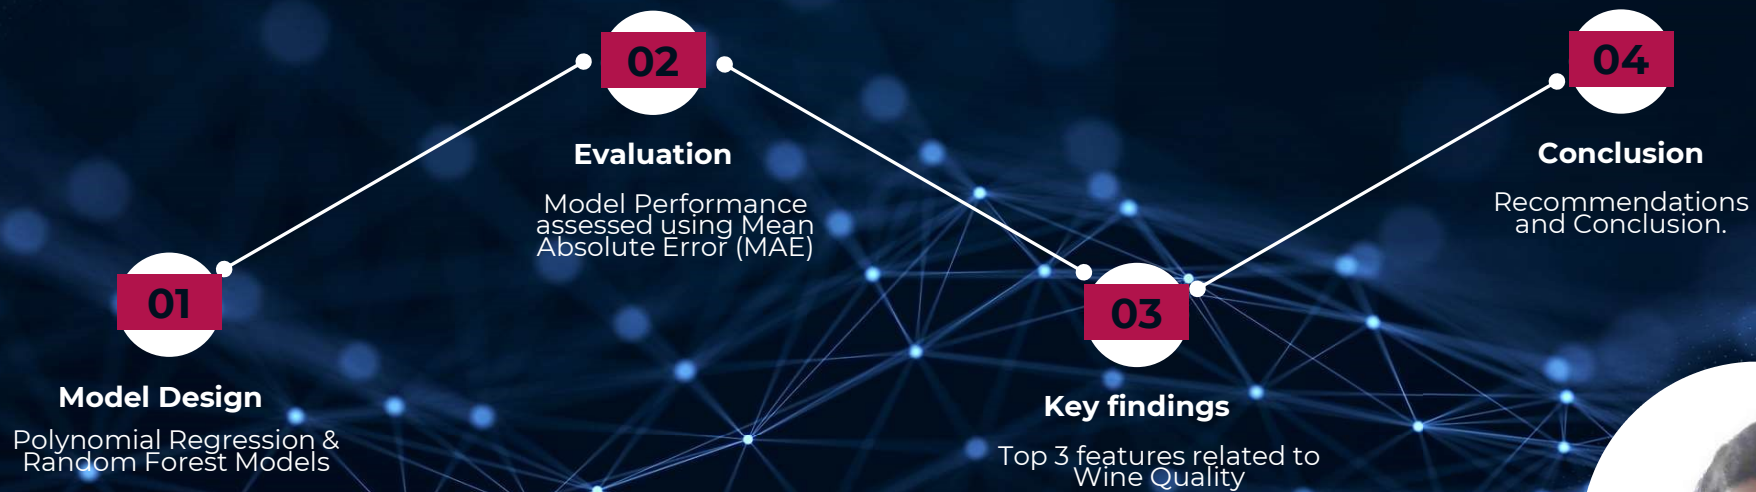 01
Model Design
Polynomial Regression &
Random Forest Models
02
Evaluation
Model Performance
assessed using Mean
Absolute Error (MAE)
03
Key findings
Top 3 features related to
Wine Quality
04
Conclusion
Recommendations
and Conclusion.